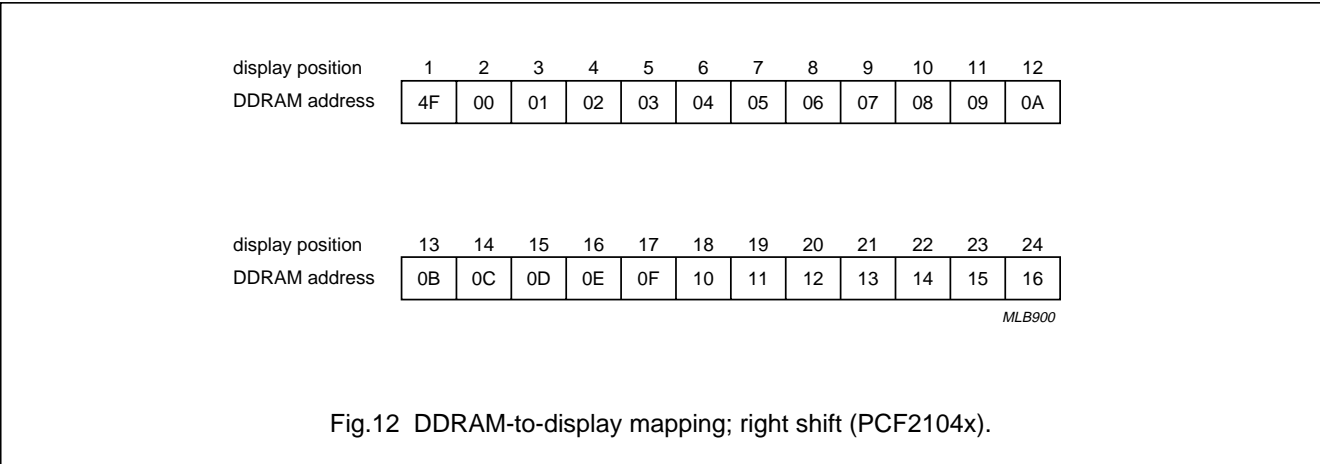 display position 1 2 3 4 5 6 7 8 9 10 11 12
DDRAM address 4F 00 01 02 03 04 05 06 07 08 09 0A
display position 13 14 15 16 17 18 19 20 21 22 23 24
DDRAM address 0B 0C 0D 0E 0F 10 11 12 13 14 15 16
MLB900
Fig.12 DDRAM-to-display mapping; right shift (PCF2104x).